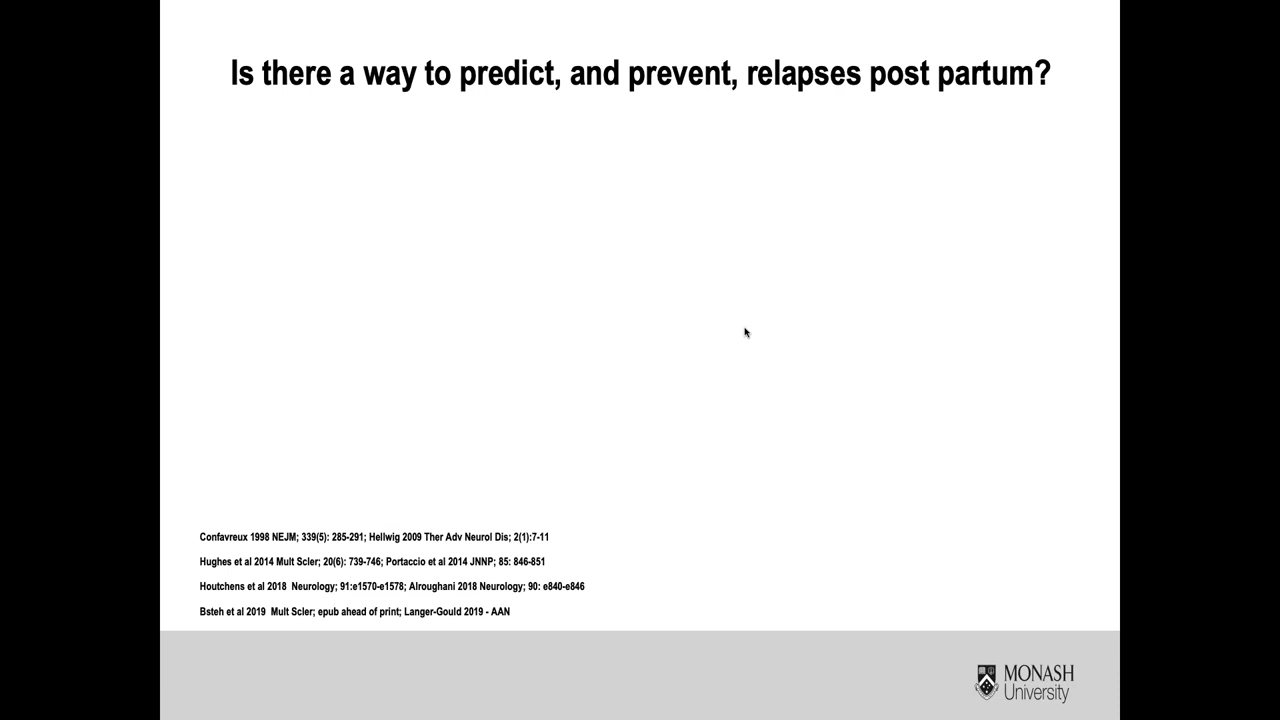 Is there a way to predict, and prevent, relapses post partum?
Confavreux 1998 NEJM; 339(5): 285-291; Hellwig 2009 Ther Adv Neurol Dis; 2(1):7-11
Hughes et al 2014 Mult Scler; 20(6): 739-746; Portaccio et al 2014 JNNP; 85: 846-851
Houtchens et al 2018  Neurology; 91:e1570-e1578; Alroughani 2018 Neurology; 90: e840-e846
Bsteh et al 2019  Mult Scler; epub ahead of print; Langer-Gould 2019 - AAN
MONASH
University